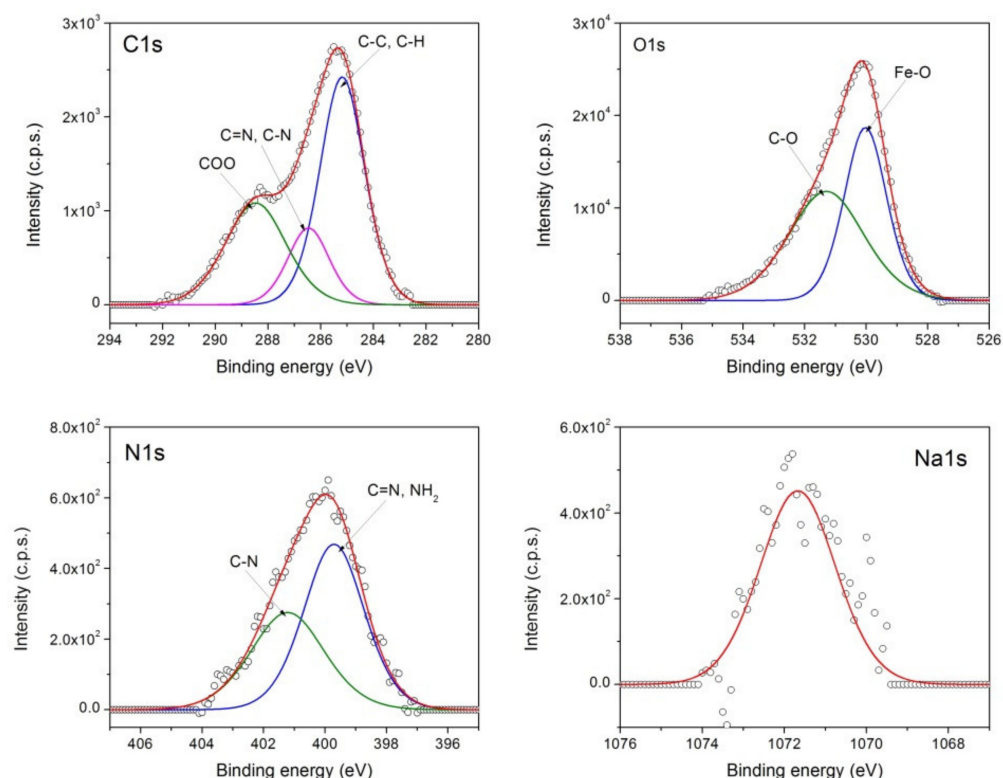 C1s
C-C, C-H
C=N, C-N
COO
Intensity (c.p.s.)
3x10³
2x10³
1x10³
0
294 292 290 288 286 284 282 280
Binding energy (eV)
O1s
Fe-O
C-O
Intensity (c.p.s.)
3x10⁴
2x10⁴
1x10⁴
0
538 536 534 532 530 528 526
Binding energy (eV)
N1s
C=N, NH₂
C-N
Intensity (c.p.s.)
8.0x10²
6.0x10²
4.0x10²
2.0x10²
0.0
406 404 402 400 398 396
Binding energy (eV)
Na1s
Intensity (c.p.s.)
6.0x10²
4.0x10²
2.0x10²
0.0
1076 1074 1072 1070 1068
Binding energy (eV)